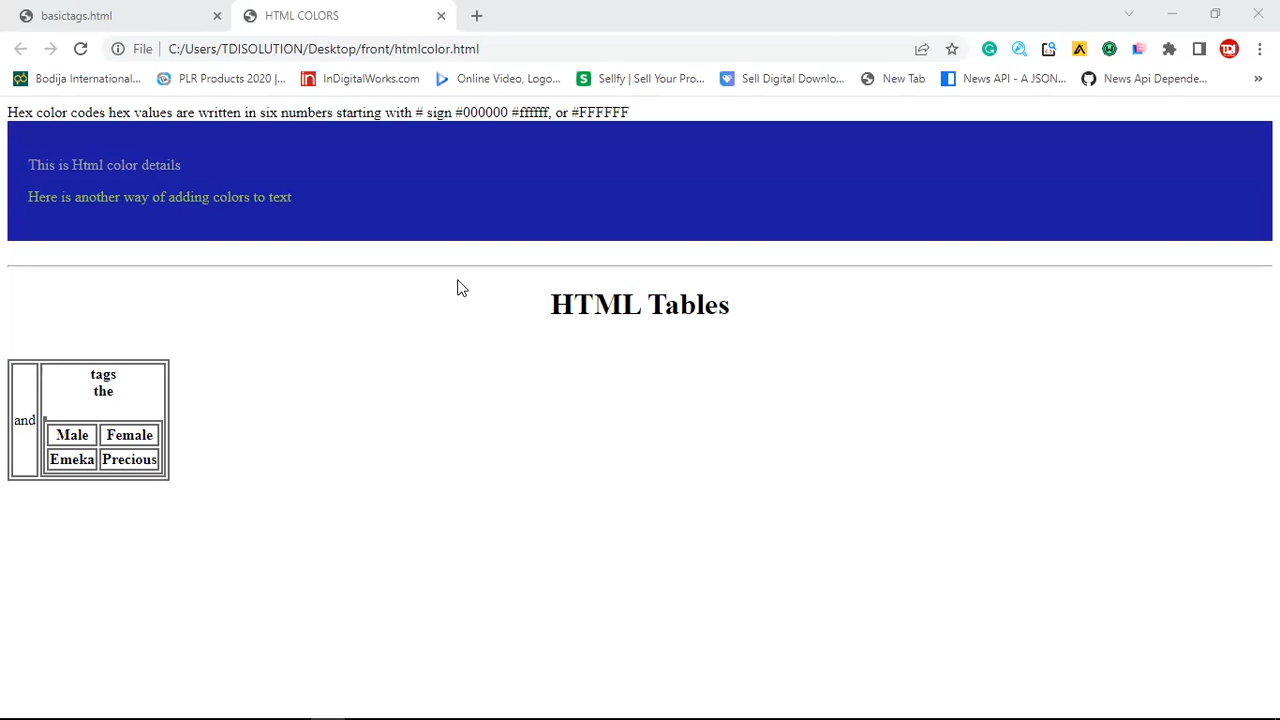 basictags.html
HTML COLORS
File
C:/Users/TDISOLUTION/Desktop/front/htmlcolor.html
TDI
Bodija International...
PLR Products 2020 |...
in
InDigitalWorks.com
Online Video, Logo...
S
Sellfy | Sell Your Pro...
Sell Digital Downlo...
New Tab
News API - A JSON...
News Api Depende...
»
Hex color codes hex values are written in six numbers starting with # sign #000000 #ffffff, or #FFFFFF
This is Html color details
Here is another way of adding colors to text
HTML Tables
tags
the
and
Male Female
Emeka Precious